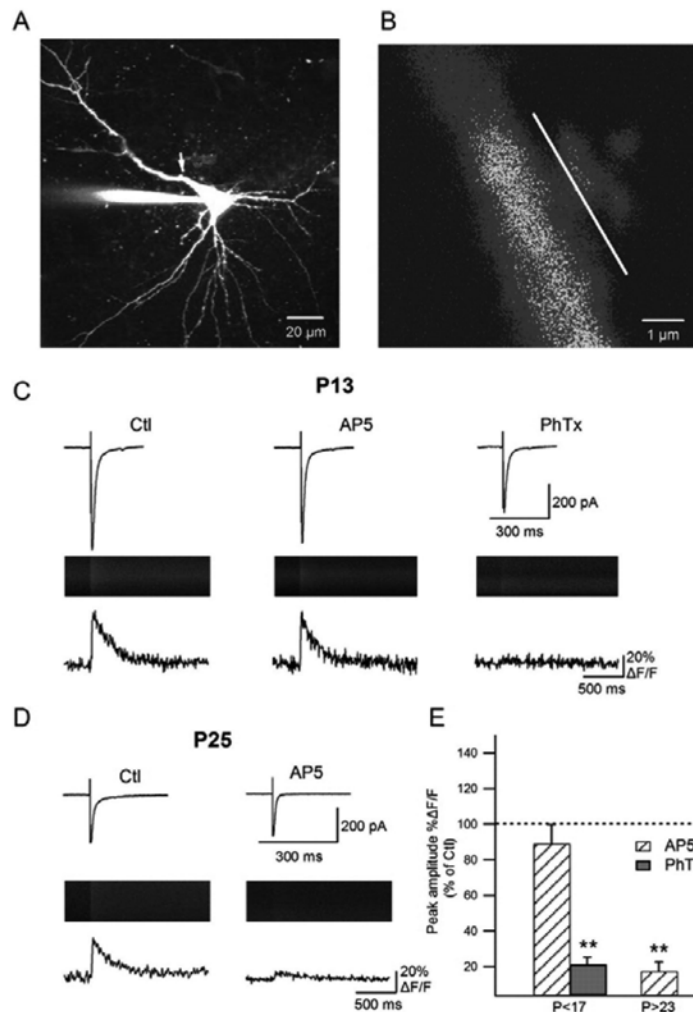 A
B
20 µm
1 µm
P13
C
Ctl
AP5
PhTx
200 pA
300 ms
20%
ΔF/F
500 ms
D
P25
E
Ctl
AP5
200 pA
300 ms
20%
ΔF/F
500 ms
Peak amplitude %ΔF/F
(% of Ctl)
140
120
100
80
60
40
20
AP5
PhT
**
**
P<17
P>23